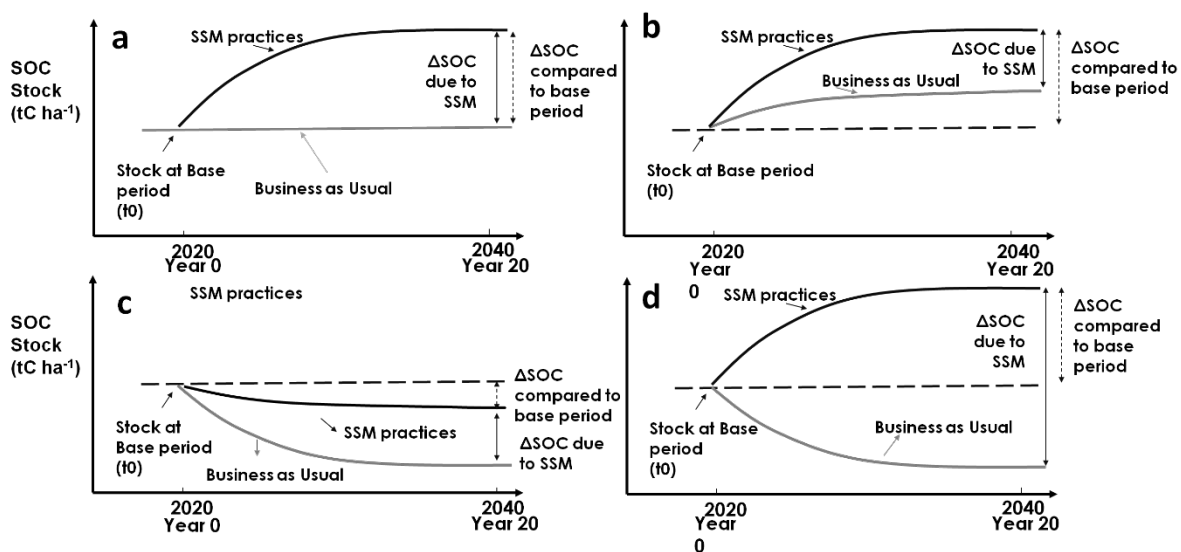 a
SSM practices
SOC
Stock
(tC ha⁻¹)
ΔSOC
due to
SSM
ΔSOC
compared
to base
period
Stock at Base
period
(t0)
Business as Usual
2020
Year 0
2040
Year 20
b
SSM practices
ΔSOC due
to SSM
Business as Usual
ΔSOC
compared to
base period
Stock at Base period
(t0)
2020
Year
0
2040
Year 20
c
SSM practices
SOC
Stock
(tC ha⁻¹)
ΔSOC
compared to
base period
Stock at
Base period
(t0)
SSM practices
Business as Usual
ΔSOC due
to SSM
2020
Year 0
2040
Year 20
d
SSM practices
ΔSOC
due to
SSM
ΔSOC
compared
to base
period
Stock at Base
period
(t0)
Business as Usual
2020
Year
0
2040
Year 20